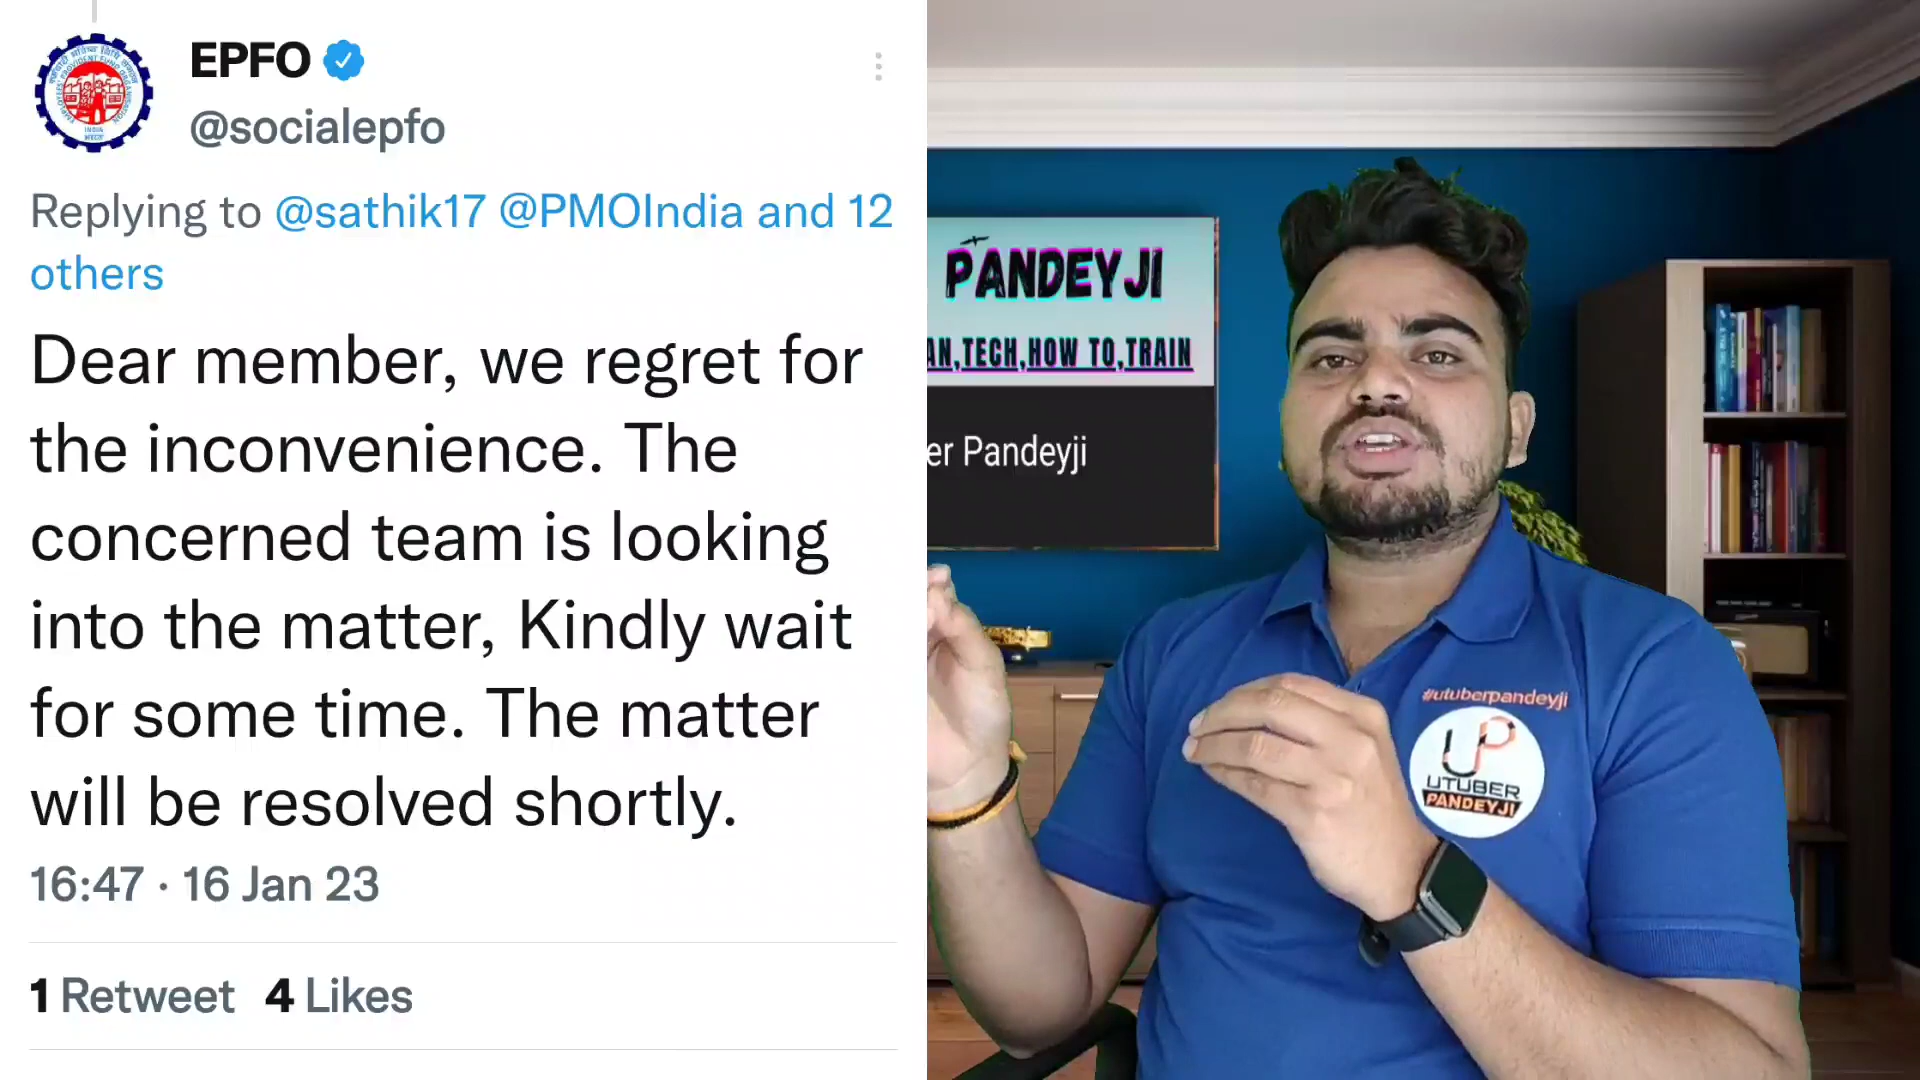 EPFO
@socialepfo
Replying to @sathik17 @PMOIndia and 12
others
Dear member, we regret for
the inconvenience. The
concerned team is looking
into the matter, Kindly wait
for some time. The matter
will be resolved shortly.
16:47 · 16 Jan 23
1 Retweet 4 Likes
PANDEYJI
AN,TECH,HOW TO,TRAIN
er Pandeyji
#utuberpandeyji
UP
UTUBER
PANDEYJI